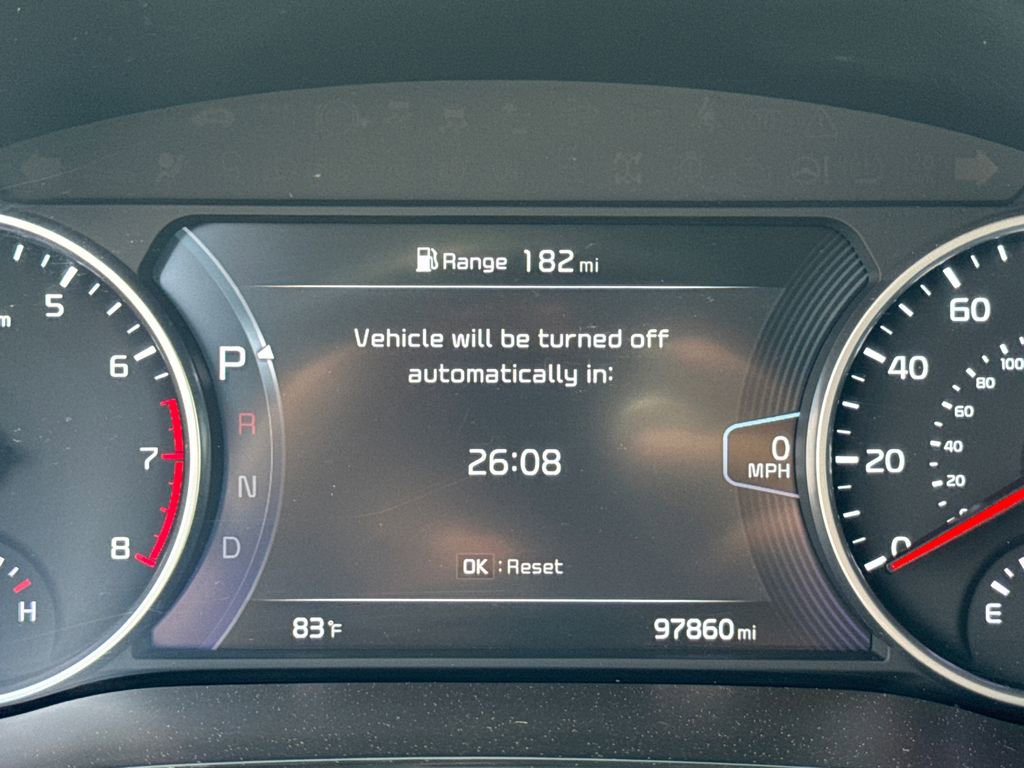 Range 182 mi
Vehicle will be turned off
automatically in:
26:08
OK : Reset
83°F
97860 mi
P
R
N
D
0
MPH
5
6
7
8
H
m
60
40
20
0
100
80
60
40
20
E